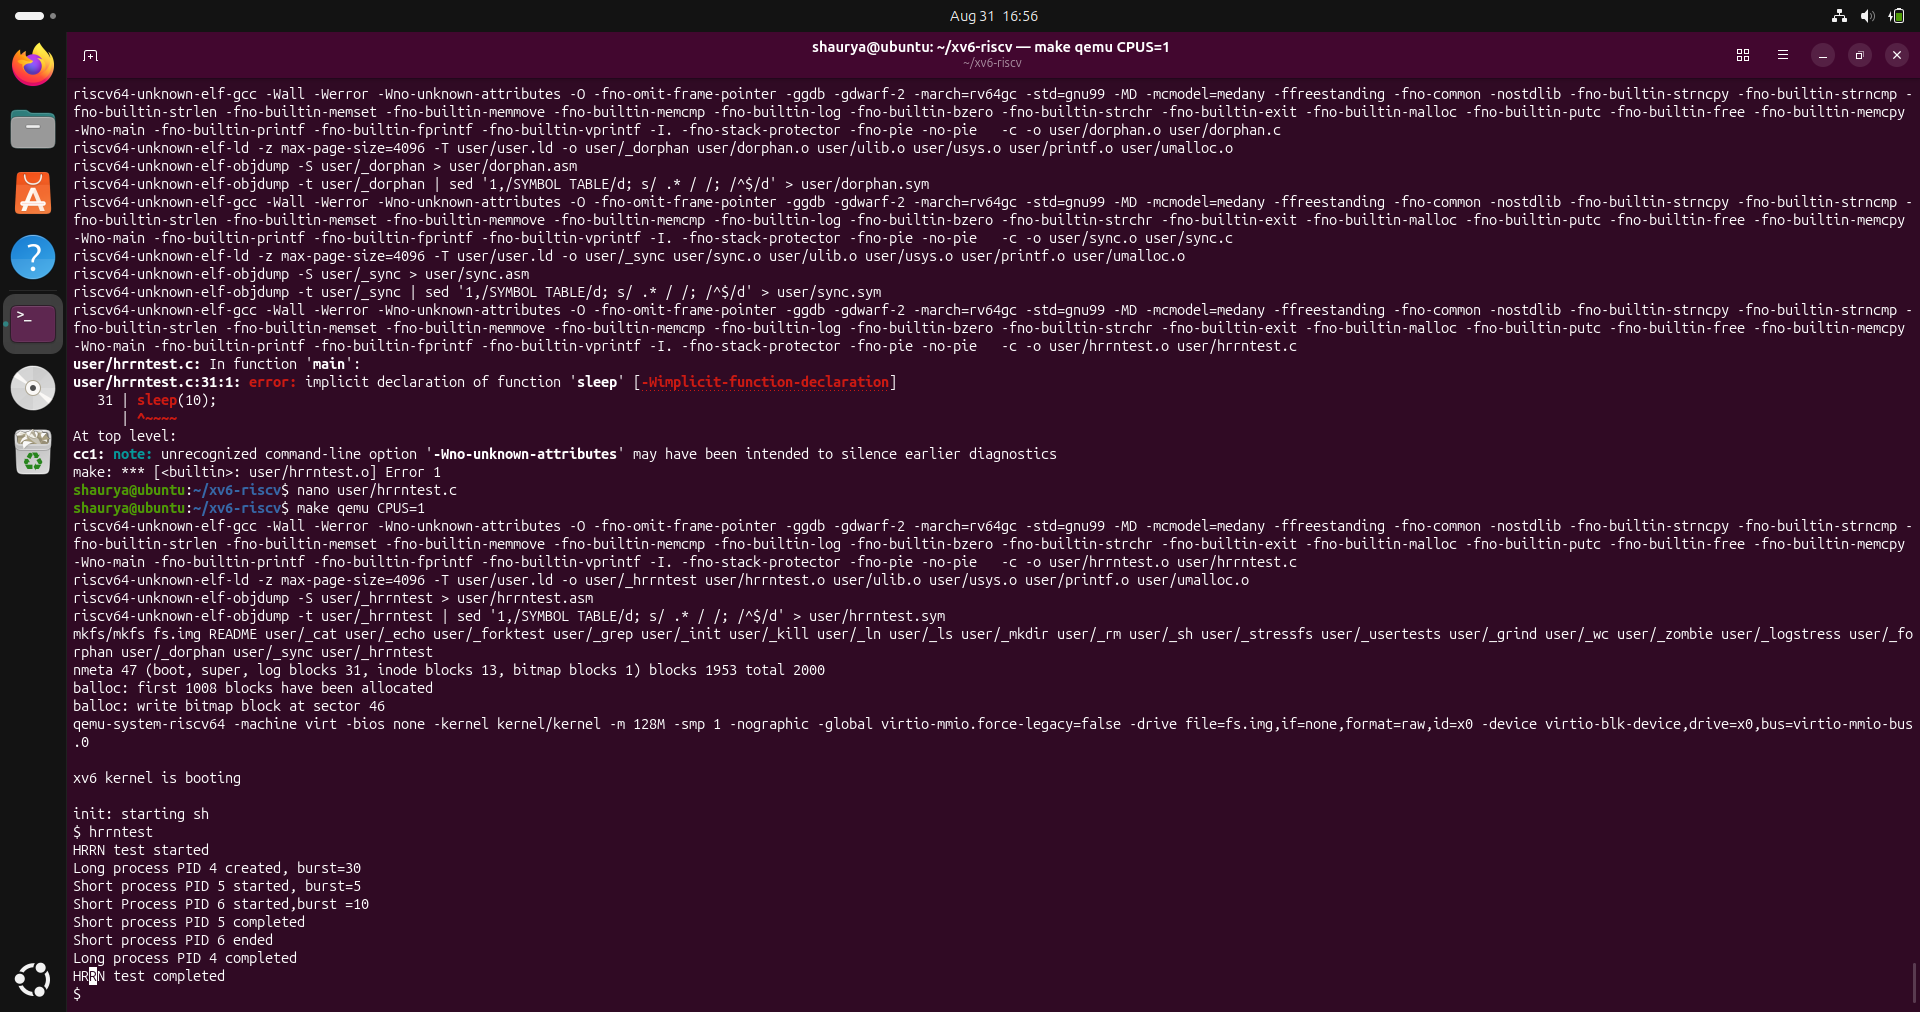 Aug 31 16:56
shaurya@ubuntu: ~/xv6-riscv — make qemu CPUS=1
~/xv6-riscv
riscv64-unknown-elf-gcc -Wall -Werror -Wno-unknown-attributes -O -fno-omit-frame-pointer -ggdb -gdwarf-2 -march=rv64gc -std=gnu99 -MD -mcmodel=medany -ffreestanding -fno-common -nostdlib -fno-builtin-strncpy -fno-builtin-strncmp -
fno-builtin-strlen -fno-builtin-memset -fno-builtin-memmove -fno-builtin-memcmp -fno-builtin-log -fno-builtin-bzero -fno-builtin-strchr -fno-builtin-exit -fno-builtin-malloc -fno-builtin-putc -fno-builtin-free -fno-builtin-memcpy
-Wno-main -fno-builtin-printf -fno-builtin-fprintf -fno-builtin-vprintf -I. -fno-stack-protector -fno-pie -no-pie   -c -o user/dorphan.o user/dorphan.c
riscv64-unknown-elf-ld -z max-page-size=4096 -T user/user.ld -o user/_dorphan user/dorphan.o user/ulib.o user/usys.o user/printf.o user/umalloc.o
riscv64-unknown-elf-objdump -S user/_dorphan > user/dorphan.asm
riscv64-unknown-elf-objdump -t user/_dorphan | sed '1,/SYMBOL TABLE/d; s/ .* / /; /^$/d' > user/dorphan.sym
riscv64-unknown-elf-gcc -Wall -Werror -Wno-unknown-attributes -O -fno-omit-frame-pointer -ggdb -gdwarf-2 -march=rv64gc -std=gnu99 -MD -mcmodel=medany -ffreestanding -fno-common -nostdlib -fno-builtin-strncpy -fno-builtin-strncmp -
fno-builtin-strlen -fno-builtin-memset -fno-builtin-memmove -fno-builtin-memcmp -fno-builtin-log -fno-builtin-bzero -fno-builtin-strchr -fno-builtin-exit -fno-builtin-malloc -fno-builtin-putc -fno-builtin-free -fno-builtin-memcpy
-Wno-main -fno-builtin-printf -fno-builtin-fprintf -fno-builtin-vprintf -I. -fno-stack-protector -fno-pie -no-pie   -c -o user/sync.o user/sync.c
riscv64-unknown-elf-ld -z max-page-size=4096 -T user/user.ld -o user/_sync user/sync.o user/ulib.o user/usys.o user/printf.o user/umalloc.o
riscv64-unknown-elf-objdump -S user/_sync > user/sync.asm
riscv64-unknown-elf-objdump -t user/_sync | sed '1,/SYMBOL TABLE/d; s/ .* / /; /^$/d' > user/sync.sym
riscv64-unknown-elf-gcc -Wall -Werror -Wno-unknown-attributes -O -fno-omit-frame-pointer -ggdb -gdwarf-2 -march=rv64gc -std=gnu99 -MD -mcmodel=medany -ffreestanding -fno-common -nostdlib -fno-builtin-strncpy -fno-builtin-strncmp -
fno-builtin-strlen -fno-builtin-memset -fno-builtin-memmove -fno-builtin-memcmp -fno-builtin-log -fno-builtin-bzero -fno-builtin-strchr -fno-builtin-exit -fno-builtin-malloc -fno-builtin-putc -fno-builtin-free -fno-builtin-memcpy
-Wno-main -fno-builtin-printf -fno-builtin-fprintf -fno-builtin-vprintf -I. -fno-stack-protector -fno-pie -no-pie   -c -o user/hrrntest.o user/hrrntest.c
user/hrrntest.c: In function 'main':
user/hrrntest.c:31:1: error: implicit declaration of function 'sleep' [-Wimplicit-function-declaration]
   31 | sleep(10);
      | ^~~~~
At top level:
cc1: note: unrecognized command-line option '-Wno-unknown-attributes' may have been intended to silence earlier diagnostics
make: *** [<builtin>: user/hrrntest.o] Error 1
shaurya@ubuntu:~/xv6-riscv$ nano user/hrrntest.c
shaurya@ubuntu:~/xv6-riscv$ make qemu CPUS=1
riscv64-unknown-elf-gcc -Wall -Werror -Wno-unknown-attributes -O -fno-omit-frame-pointer -ggdb -gdwarf-2 -march=rv64gc -std=gnu99 -MD -mcmodel=medany -ffreestanding -fno-common -nostdlib -fno-builtin-strncpy -fno-builtin-strncmp -
fno-builtin-strlen -fno-builtin-memset -fno-builtin-memmove -fno-builtin-memcmp -fno-builtin-log -fno-builtin-bzero -fno-builtin-strchr -fno-builtin-exit -fno-builtin-malloc -fno-builtin-putc -fno-builtin-free -fno-builtin-memcpy
-Wno-main -fno-builtin-printf -fno-builtin-fprintf -fno-builtin-vprintf -I. -fno-stack-protector -fno-pie -no-pie   -c -o user/hrrntest.o user/hrrntest.c
riscv64-unknown-elf-ld -z max-page-size=4096 -T user/user.ld -o user/_hrrntest user/hrrntest.o user/ulib.o user/usys.o user/printf.o user/umalloc.o
riscv64-unknown-elf-objdump -S user/_hrrntest > user/hrrntest.asm
riscv64-unknown-elf-objdump -t user/_hrrntest | sed '1,/SYMBOL TABLE/d; s/ .* / /; /^$/d' > user/hrrntest.sym
mkfs/mkfs fs.img README user/_cat user/_echo user/_forktest user/_grep user/_init user/_kill user/_ln user/_ls user/_mkdir user/_rm user/_sh user/_stressfs user/_usertests user/_grind user/_wc user/_zombie user/_logstress user/_fo
rphan user/_dorphan user/_sync user/_hrrntest
nmeta 47 (boot, super, log blocks 31, inode blocks 13, bitmap blocks 1) blocks 1953 total 2000
balloc: first 1008 blocks have been allocated
balloc: write bitmap block at sector 46
qemu-system-riscv64 -machine virt -bios none -kernel kernel/kernel -m 128M -smp 1 -nographic -global virtio-mmio.force-legacy=false -drive file=fs.img,if=none,format=raw,id=x0 -device virtio-blk-device,drive=x0,bus=virtio-mmio-bus
.0
xv6 kernel is booting
init: starting sh
$ hrrntest
HRRN test started
Long process PID 4 created, burst=30
Short process PID 5 started, burst=5
Short Process PID 6 started,burst =10
Short process PID 5 completed
Short process PID 6 ended
Long process PID 4 completed
HRRN test completed
$